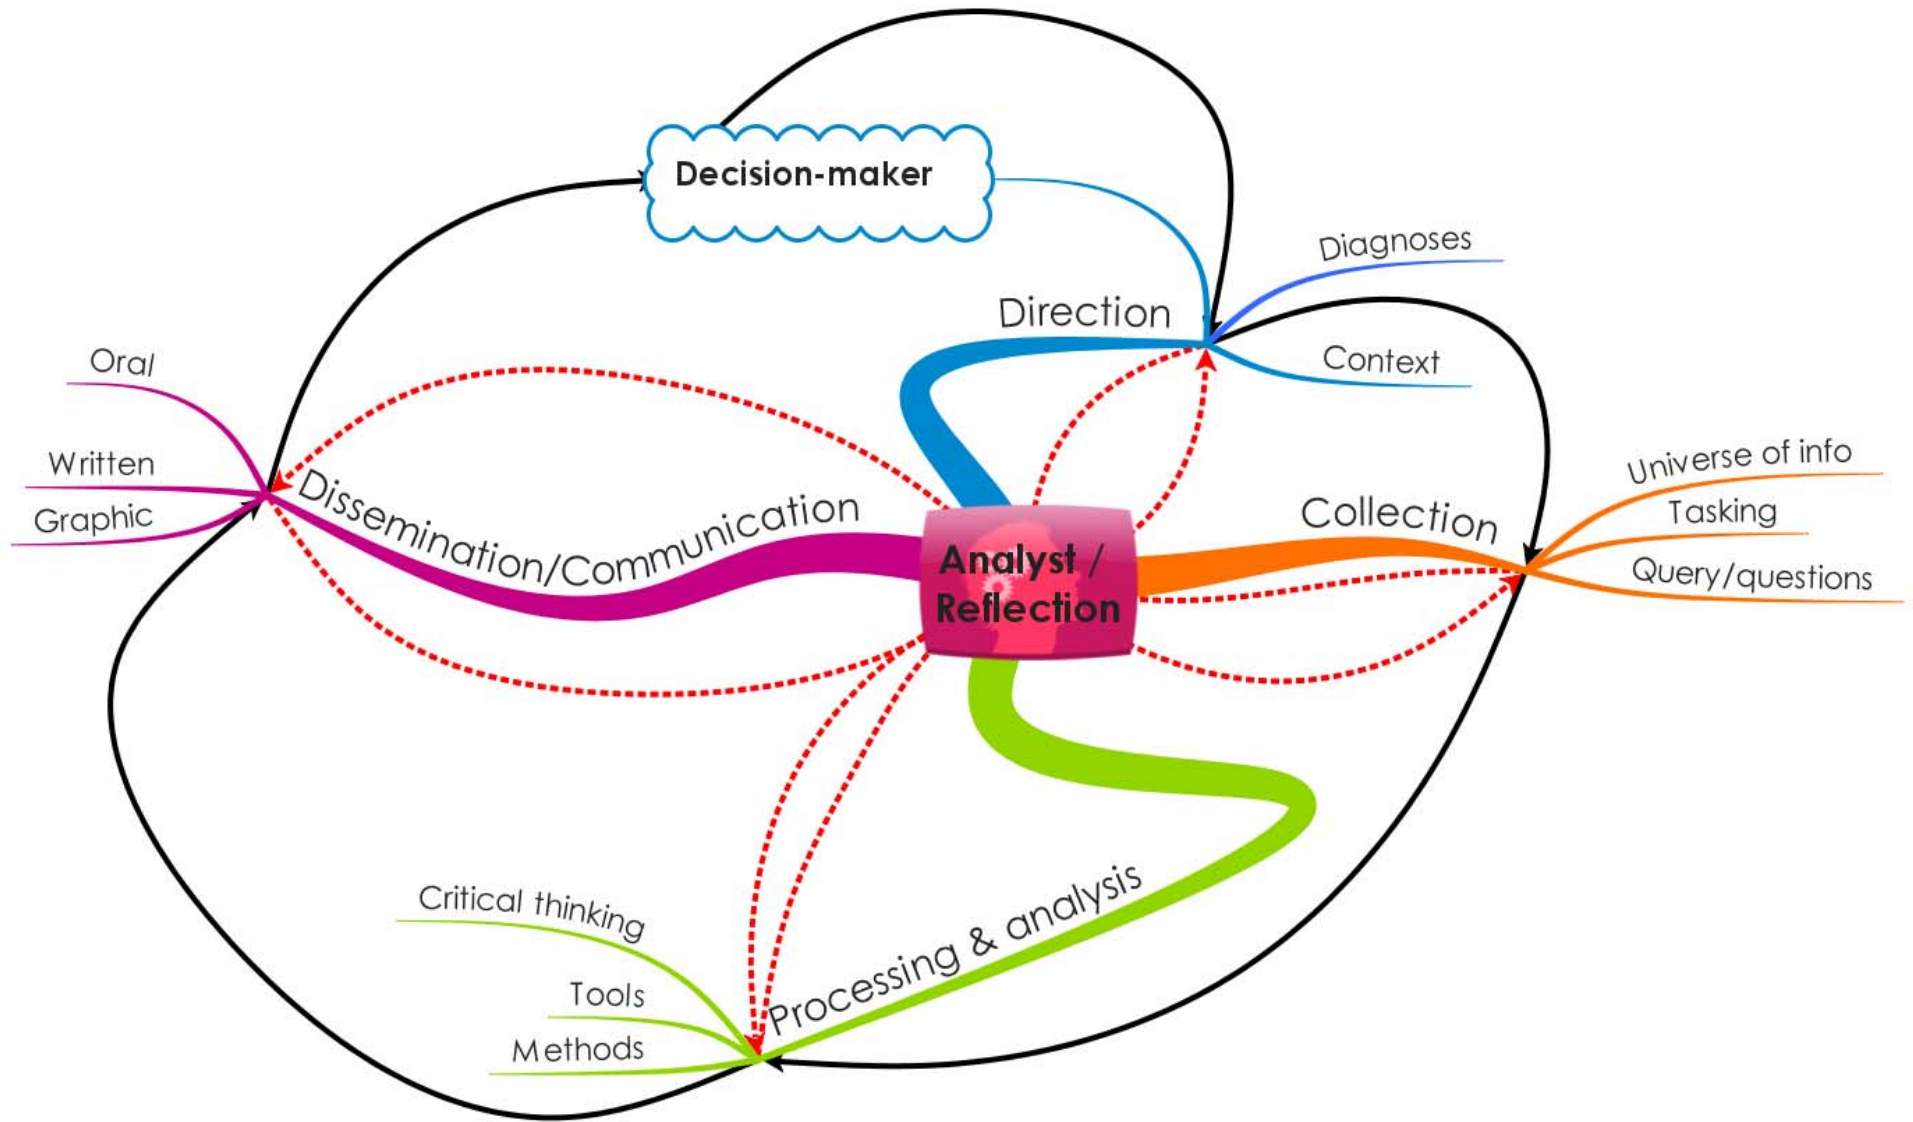 Decision-maker
Direction
Diagnoses
Context
Oral
Written
Graphic
Dissemination/Communication
Analyst /
Reflection
Collection
Universe of info
Tasking
Query/questions
Critical thinking
Tools
Methods
Processing & analysis